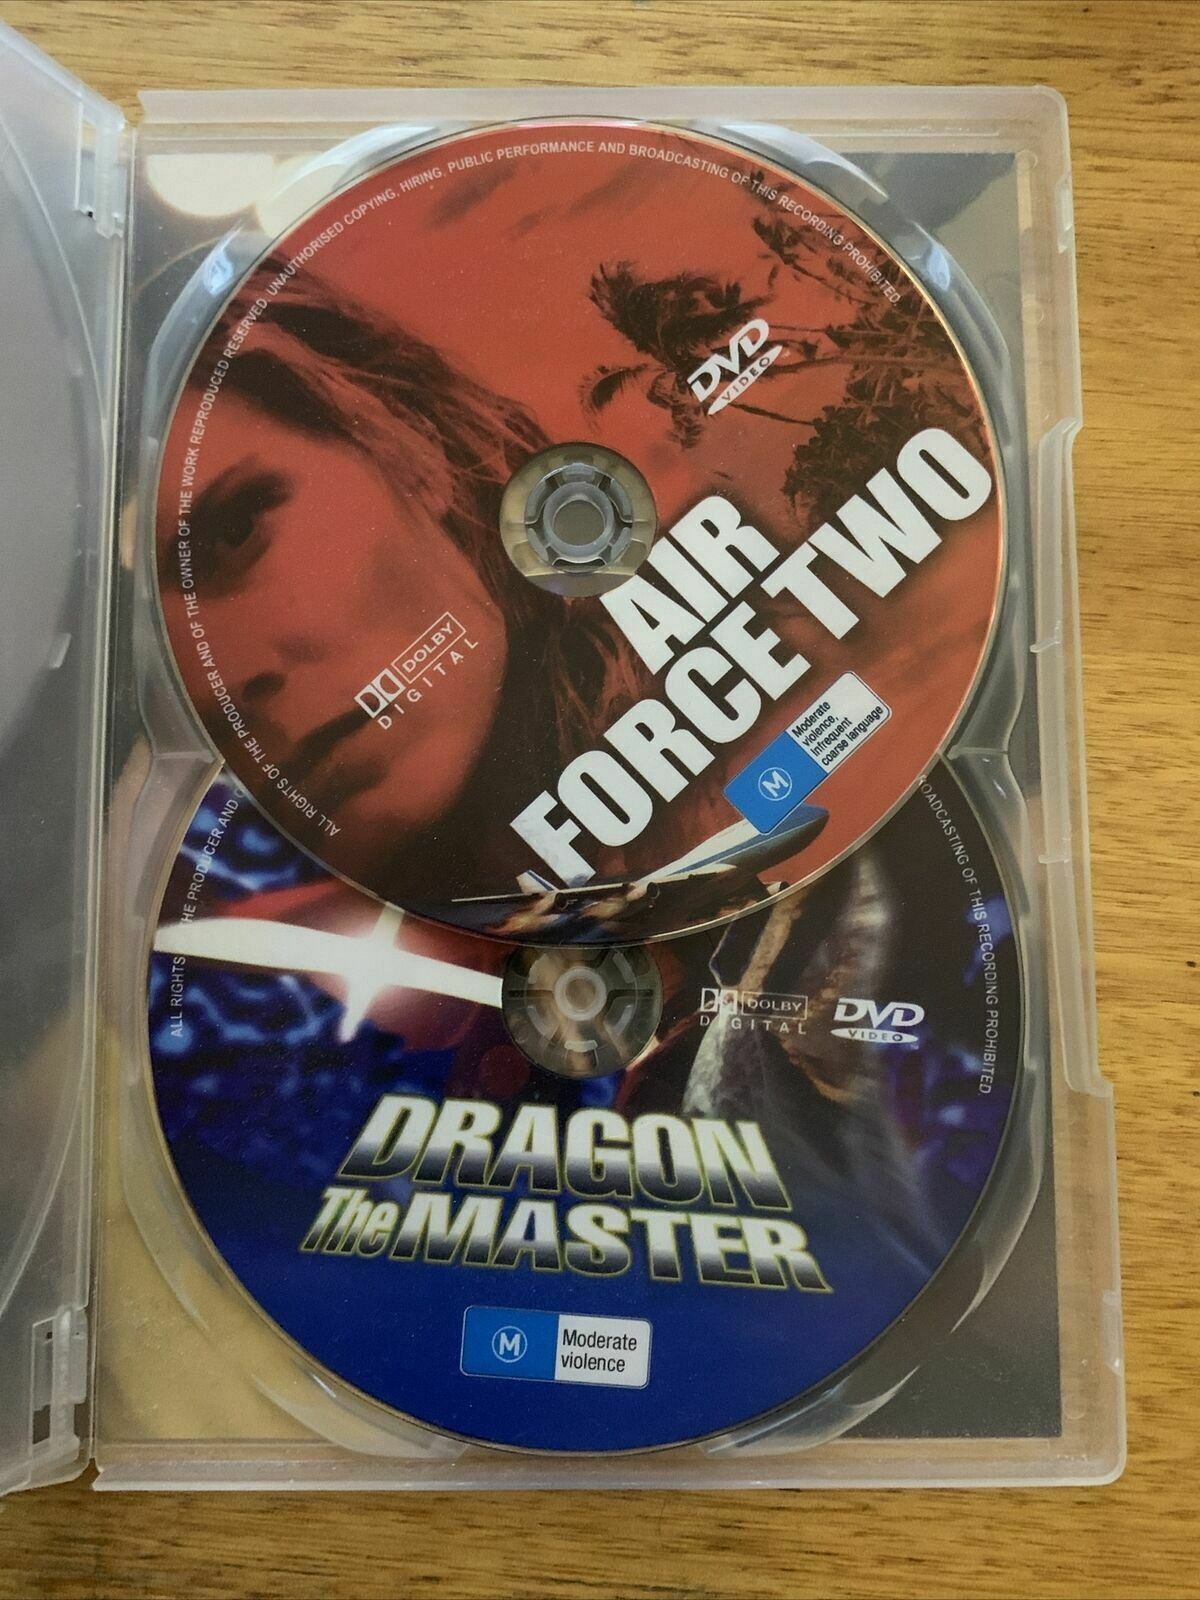 ALL RIGHTS OF THE PRODUCER AND OF THE OWNER OF THE WORK REPRODUCED RESERVED. UNAUTHORISED COPYING, HIRING, PUBLIC PERFORMANCE AND BROADCASTING OF THIS RECORDING PROHIBITED.
DVD
VIDEO
AIR
FORCE TWO
DOLBY
DIGITAL
M
Moderate
violence,
infrequent
coarse language
ALL RIGHTS
THE PRODUCER AND
BROADCASTING OF THIS RECORDING PROHIBITED.
DOLBY
DIGITAL
DVD
VIDEO
DRAGON
The MASTER
M
Moderate
violence